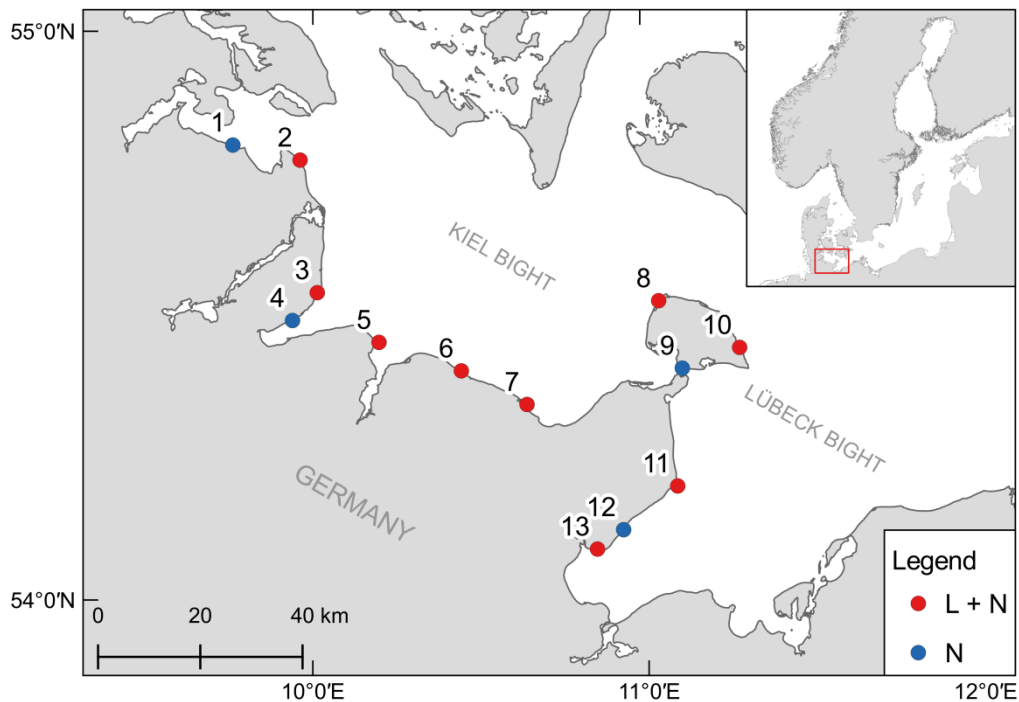 55°0′N
1
2
KIEL BIGHT
3
4
5
6
7
8
9
10
LÜBECK BIGHT
11
12
13
GERMANY
54°0′N
0 20 40 km
Legend
L + N
N
10°0′E 11°0′E 12°0′E